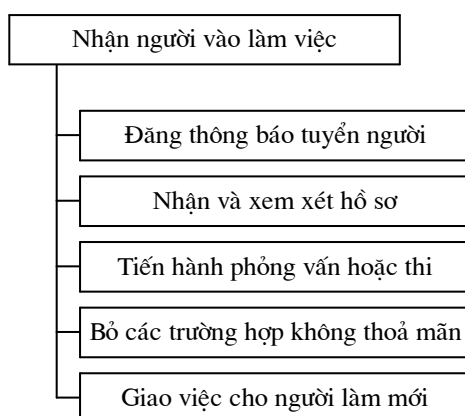 Nhận người vào làm việc
Đăng thông báo tuyển người
Nhận và xem xét hồ sơ
Tiến hành phỏng vấn hoặc thi
Bỏ các trường hợp không thoả mãn
Giao việc cho người làm mới